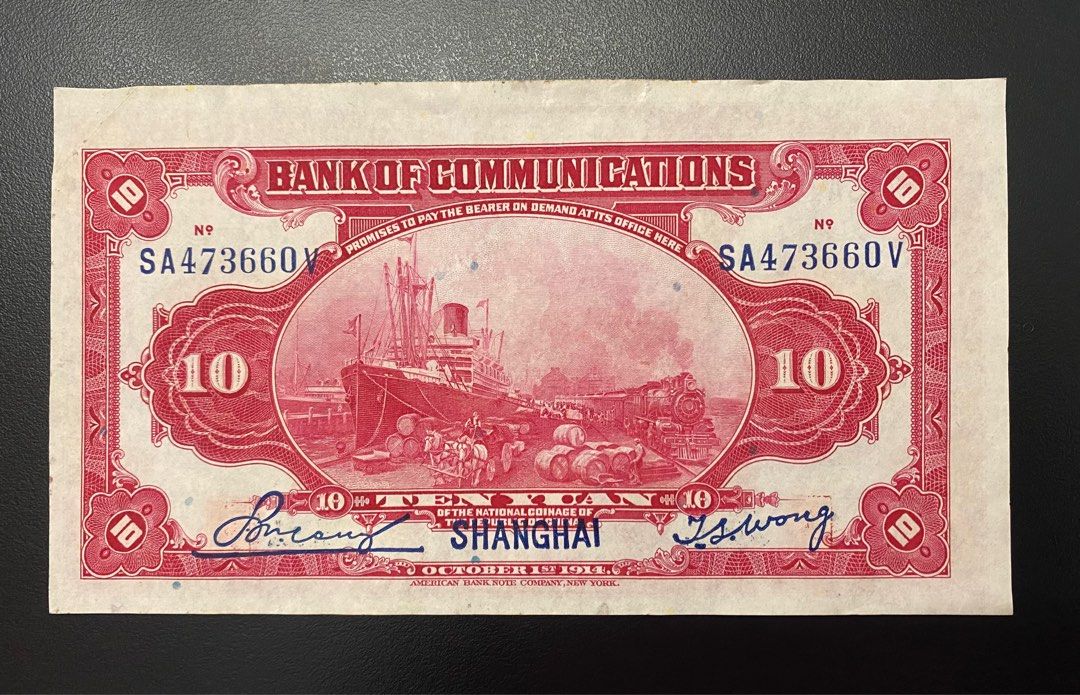 BANK OF COMMUNICATIONS
PROMISES TO PAY THE BEARER ON DEMAND AT ITS OFFICE HERE
10
10
Nº
Nº
SA473660V
SA473660V
10
10
10
TEN YUAN
10
OF THE NATIONAL COINAGE OF
SHANGHAI
T.S. Wong
10
10
OCTOBER 1ST 1914.
AMERICAN BANK NOTE COMPANY, NEW YORK.